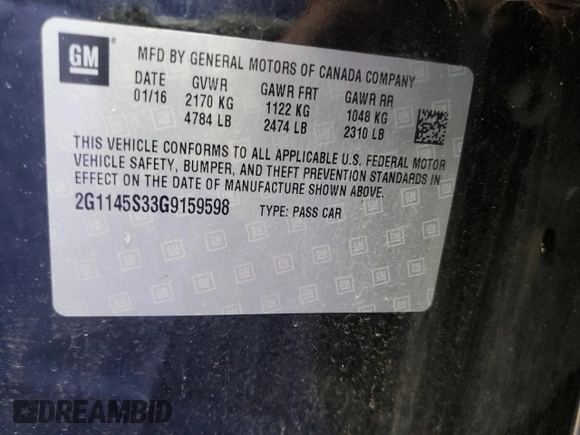 GM
MFD BY GENERAL MOTORS OF CANADA COMPANY
DATE GVWR GAWR FRT GAWR RR
01/16 2170 KG 1122 KG 1048 KG
4784 LB 2474 LB 2310 LB
THIS VEHICLE CONFORMS TO ALL APPLICABLE U.S. FEDERAL MOTOR
VEHICLE SAFETY, BUMPER, AND THEFT PREVENTION STANDARDS IN
EFFECT ON THE DATE OF MANUFACTURE SHOWN ABOVE.
2G1145S33G9159598 TYPE: PASS CAR
DREAMBID